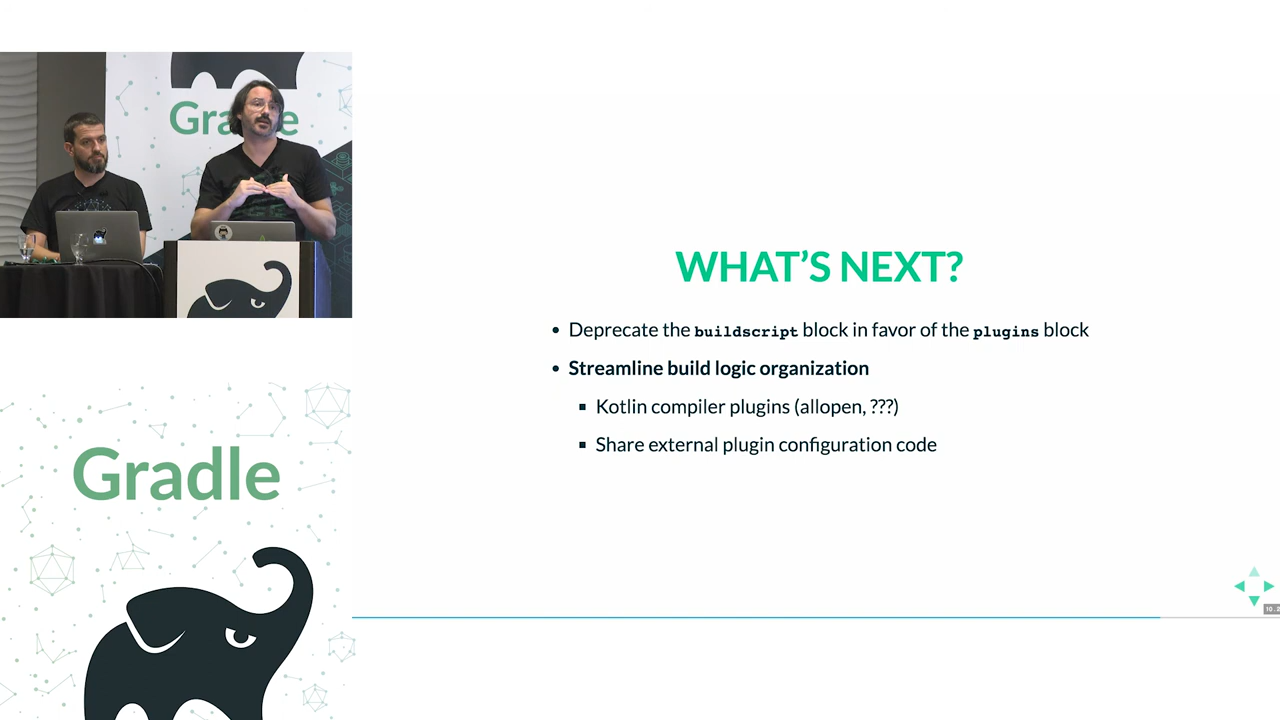 Gradle
WHAT'S NEXT?
• Deprecate the buildscript block in favor of the plugins block
• Streamline build logic organization
▪ Kotlin compiler plugins (allopen, ???)
▪ Share external plugin configuration code
Gradle